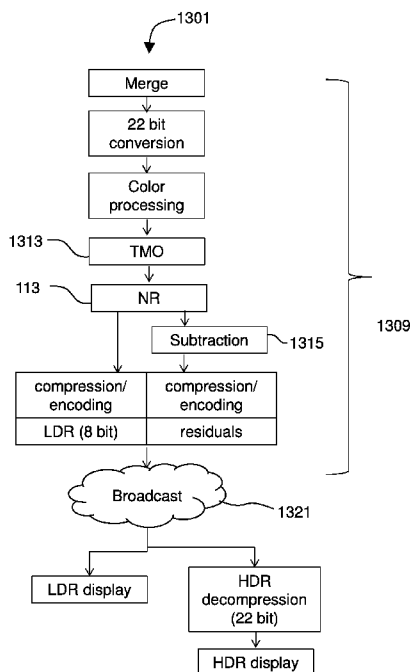 1301
Merge
22 bit
conversion
Color
processing
1313
TMO
113
NR
1309
Subtraction
1315
compression/
encoding
compression/
encoding
LDR (8 bit)
residuals
Broadcast
1321
LDR display
HDR
decompression
(22 bit)
HDR display